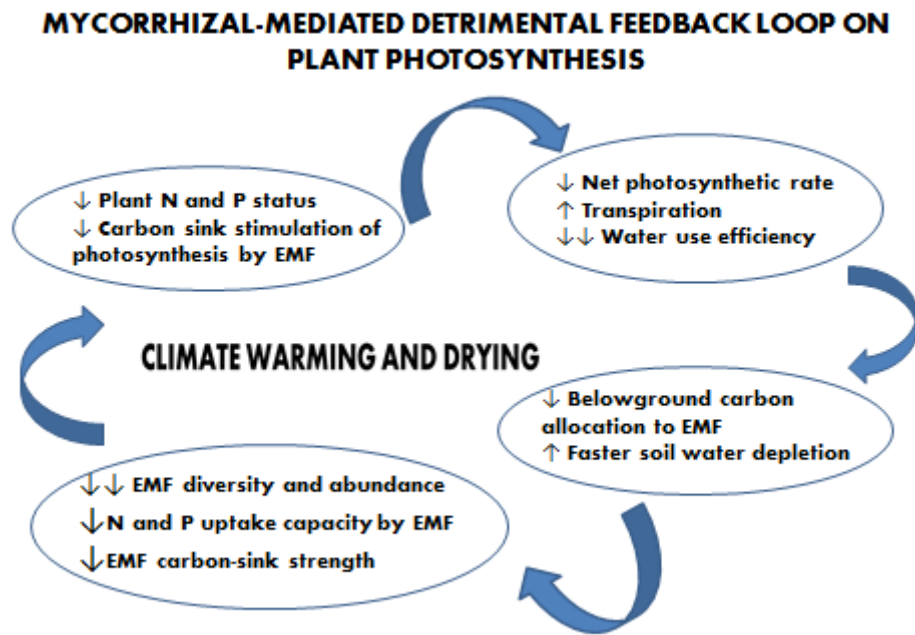 MYCORRHIZAL-MEDIATED DETRIMENTAL FEEDBACK LOOP ON
PLANT PHOTOSYNTHESIS
↓ Plant N and P status
↓ Carbon sink stimulation of
photosynthesis by EMF
↓ Net photosynthetic rate
↑ Transpiration
↓↓ Water use efficiency
CLIMATE WARMING AND DRYING
↓ Belowground carbon
allocation to EMF
↑ Faster soil water depletion
↓↓ EMF diversity and abundance
↓N and P uptake capacity by EMF
↓EMF carbon-sink strength